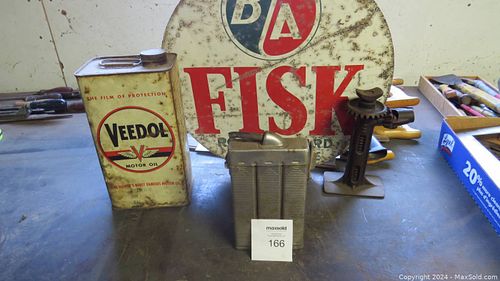 B/A
FISK
THE FILM OF PROTECTION
VEEDOL
MOTOR OIL
maxsold
166
20%
Copyright © 2024 - MaxSold.com